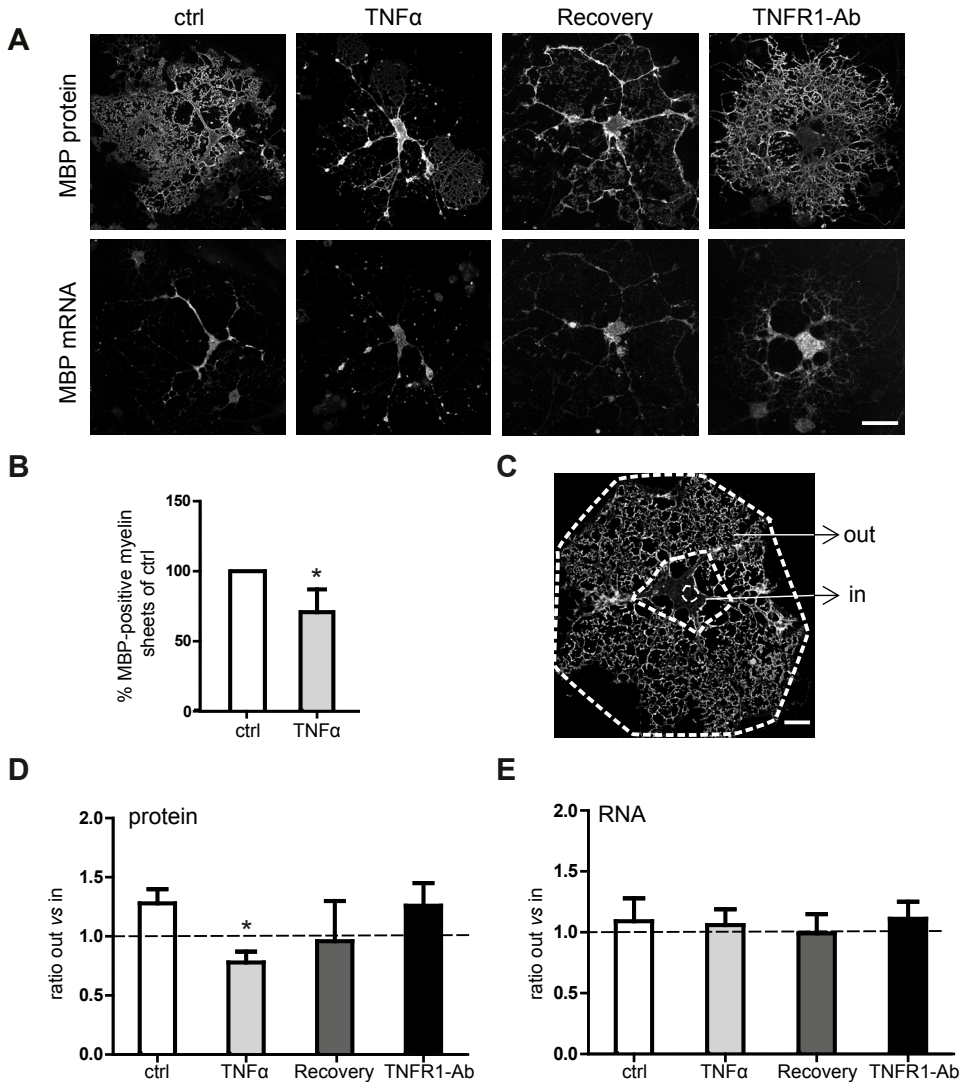 A
ctrl
TNFα
Recovery
TNFR1-Ab
MBP protein
MBP mRNA
B
% MBP-positive myelin
sheets of ctrl
150
100
50
0
*
ctrl
TNFα
C
out
in
D
protein
ratio out vs in
2.0
1.5
1.0
0.5
0.0
*
ctrl
TNFα
Recovery
TNFR1-Ab
E
RNA
ratio out vs in
2.0
1.5
1.0
0.5
0.0
ctrl
TNFα
Recovery
TNFR1-Ab